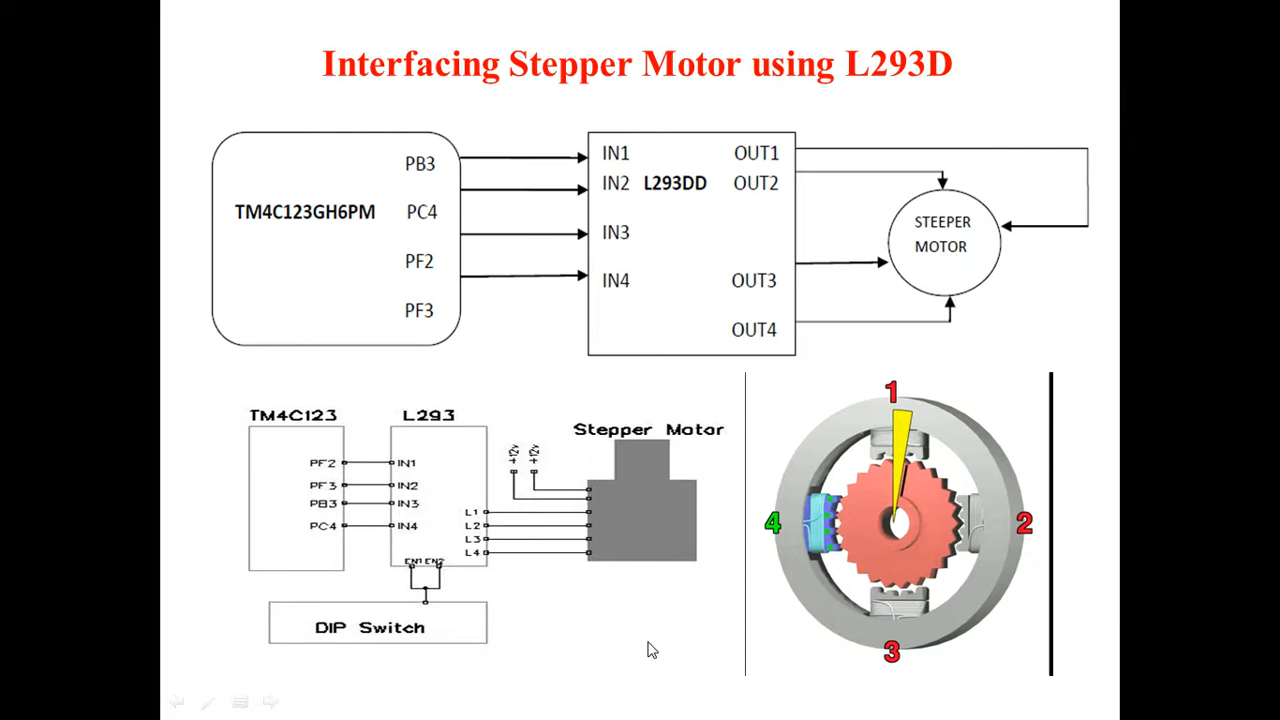 Interfacing Stepper Motor using L293D
PB3
TM4C123GH6PM
PC4
PF2
PF3
IN1
IN2
L293DD
IN3
IN4
OUT1
OUT2
OUT3
OUT4
STEEPER
MOTOR
TM4C123
PF2
PF3
PB3
PC4
L293
IN1
IN2
IN3
IN4
L1
L2
L3
L4
EN1 EN2
DIP Switch
+12v
+12v
Stepper Motor
1
2
3
4